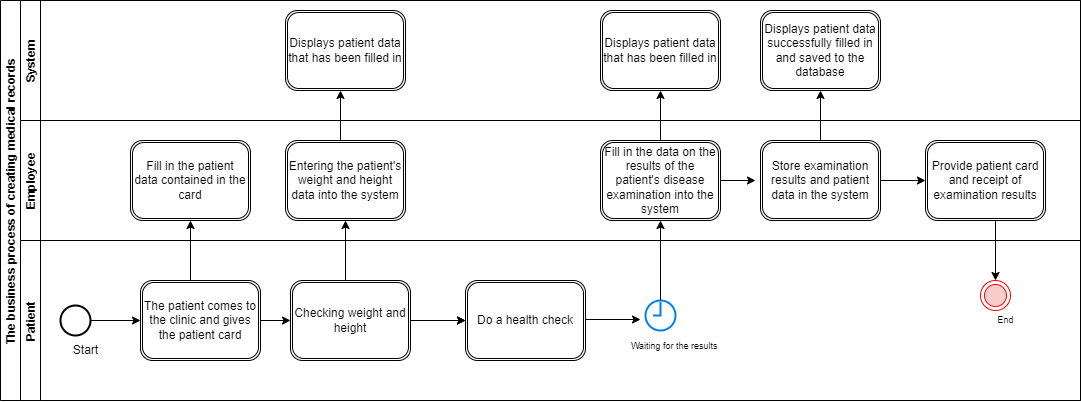 The business process of creating medical records
System
Displays patient data
that has been filled in
Displays patient data
that has been filled in
Displays patient data
successfully filled in
and saved to the
database
Employee
Fill in the patient
data contained in the
card
Entering the patient's
weight and height
data into the system
Fill in the data on the
results of the
patient's disease
examination into the
system
Store examination
results and patient
data in the system
Provide patient card
and receipt of
examination results
Patient
Start
The patient comes to
the clinic and gives
the patient card
Checking weight and
height
Do a health check
Waiting for the results
End